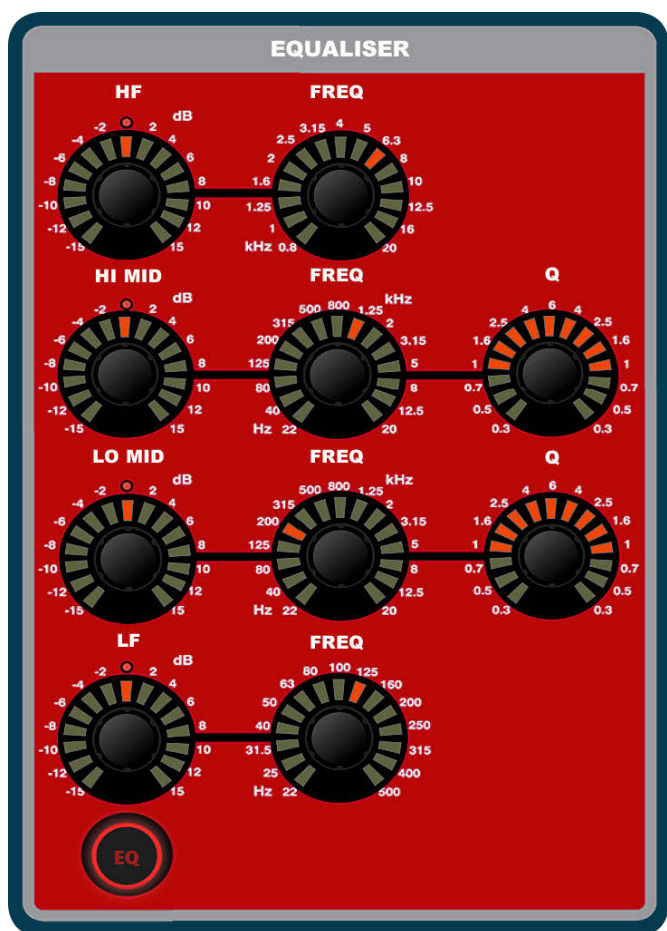 EQUALISER
HF FREQ
dB
-15 -12 -10 -8 -6 -4 -2 0 2 4 6 8 10 12 15
kHz 0.8 1 1.25 1.6 2 2.5 3.15 4 5 6.3 8 10 12.5 16 20
HI MID FREQ Q
dB kHz
-15 -12 -10 -8 -6 -4 -2 0 2 4 6 8 10 12 15
Hz 22 40 80 125 200 315 500 800 1.25 2 3.15 5 8 12.5 20
0.3 0.5 0.7 1 1.6 2.5 4 6 4 2.5 1.6 1 0.7 0.5 0.3
LO MID FREQ Q
dB kHz
-15 -12 -10 -8 -6 -4 -2 0 2 4 6 8 10 12 15
Hz 22 40 80 125 200 315 500 800 1.25 2 3.15 5 8 12.5 20
0.3 0.5 0.7 1 1.6 2.5 4 6 4 2.5 1.6 1 0.7 0.5 0.3
LF FREQ
dB
-15 -12 -10 -8 -6 -4 -2 0 2 4 6 8 10 12 15
Hz 22 25 31.5 40 50 63 80 100 125 160 200 250 315 400 500
EQ